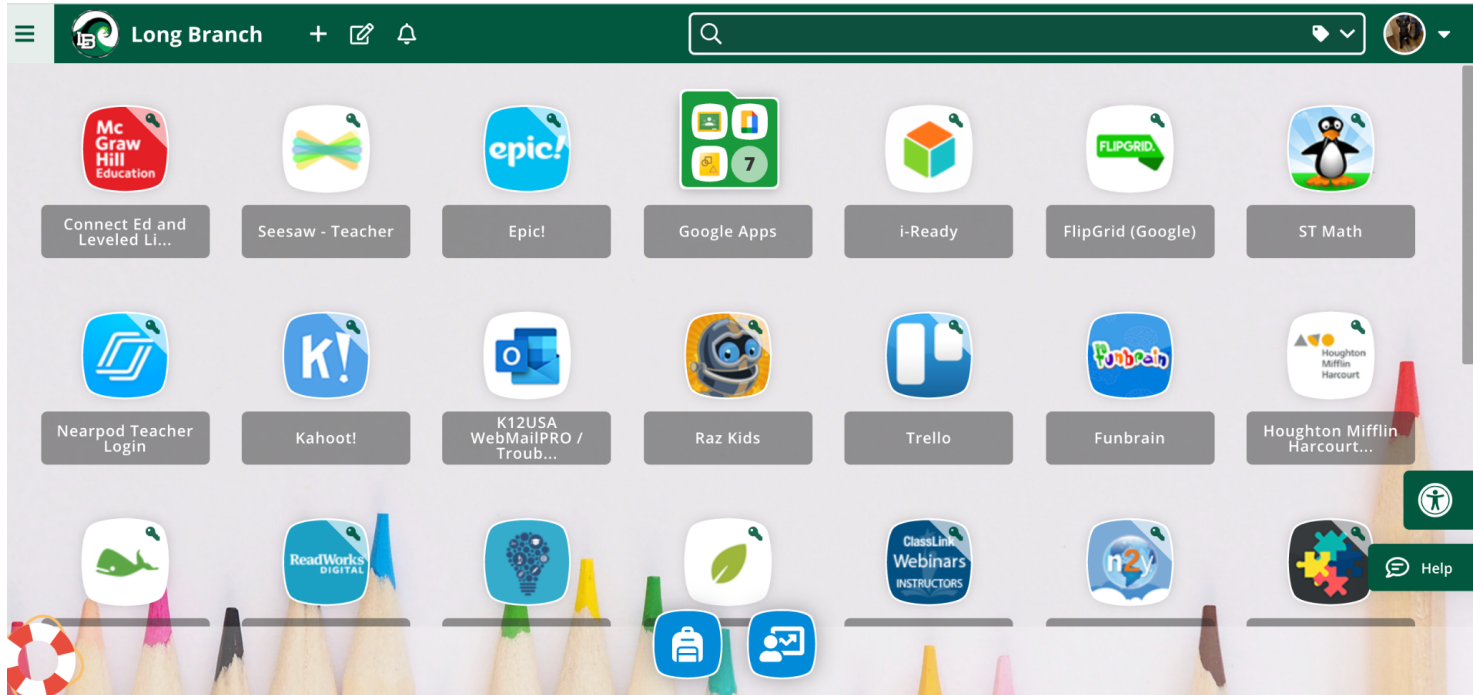 LB Long Branch
Mc
Graw
Hill
Education
epic!
7
FLIPGRID.
Connect Ed and
Leveled Li...
Seesaw - Teacher
Epic!
Google Apps
i-Ready
FlipGrid (Google)
ST Math
K!
O
Funbrain
Houghton
Mifflin
Harcourt
Nearpod Teacher
Login
Kahoot!
K12USA
WebMailPRO /
Troub...
Raz Kids
Trello
Funbrain
Houghton Mifflin
Harcourt...
ReadWorks
DIGITAL
ClassLink
Webinars
INSTRUCTORS
n2y
Help